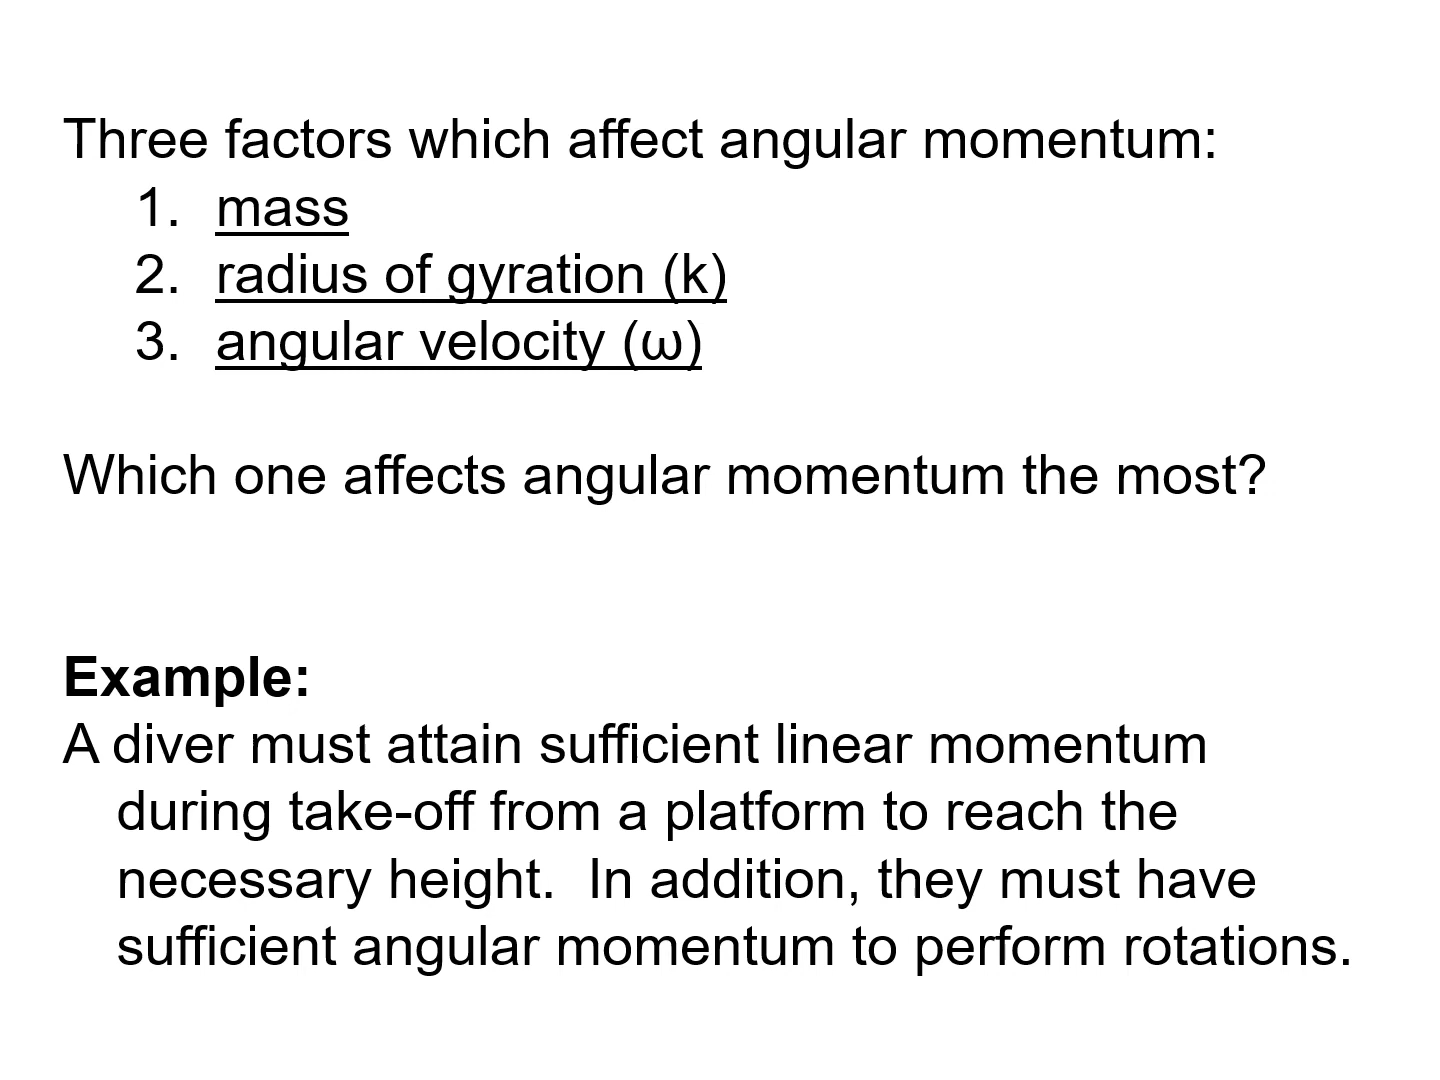 Three factors which affect angular momentum:
1. mass
2. radius of gyration (k)
3. angular velocity (ω)
Which one affects angular momentum the most?
Example:
A diver must attain sufficient linear momentum
during take-off from a platform to reach the
necessary height.  In addition, they must have
sufficient angular momentum to perform rotations.